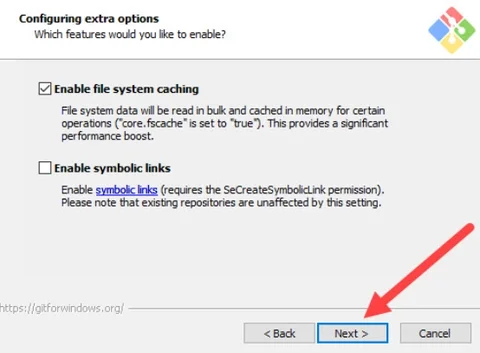 Configuring extra options
Which features would you like to enable?
Enable file system caching
File system data will be read in bulk and cached in memory for certain
operations ("core.fscache" is set to "true"). This provides a significant
performance boost.
Enable symbolic links
Enable symbolic links (requires the SeCreateSymbolicLink permission).
Please note that existing repositories are unaffected by this setting.
https://gitforwindows.org/
< Back Next > Cancel